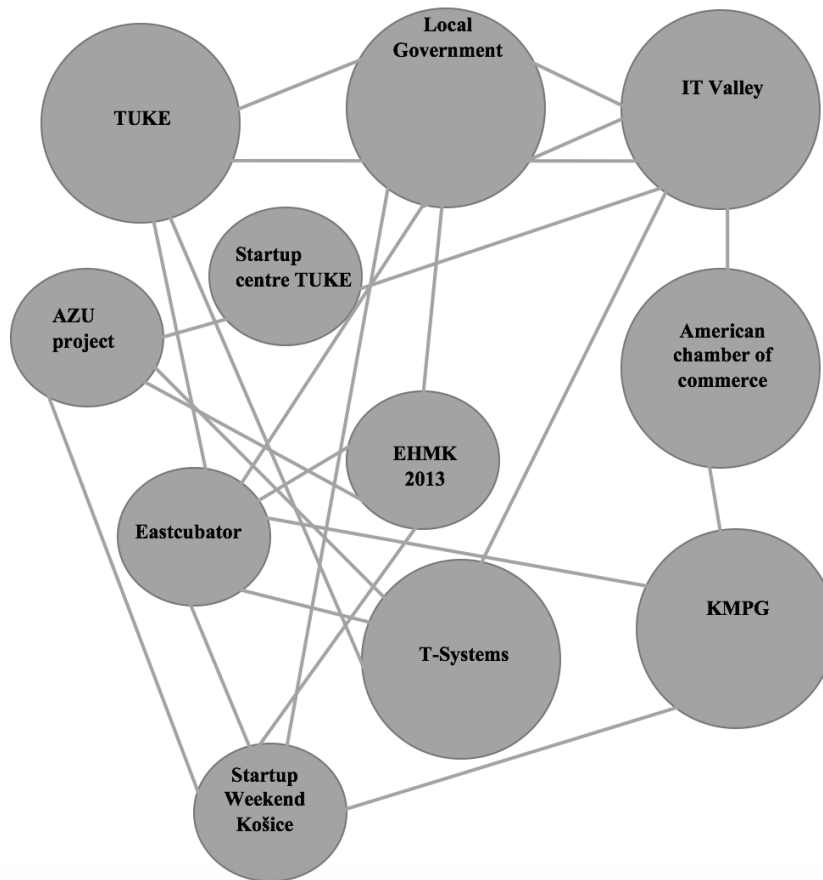 Local
Government
IT Valley
TUKE
Startup
centre TUKE
AZU
project
American
chamber of
commerce
EHMK
2013
Eastcubator
KMPG
T-Systems
Startup
Weekend
Košice